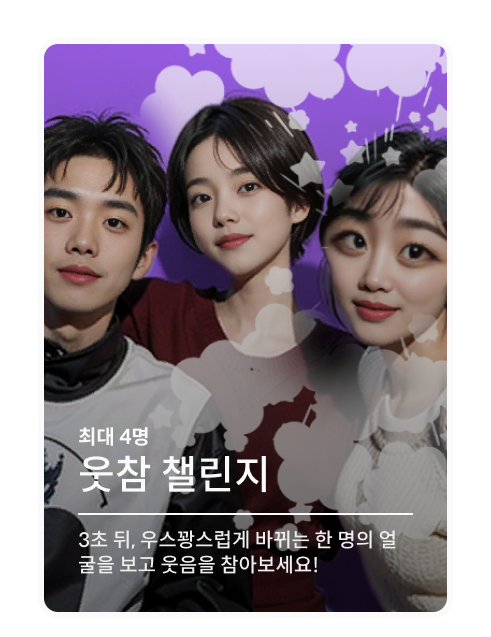 최대 4명
웃참 챌린지
3초 뒤, 우스꽝스럽게 바뀌는 한 명의 얼
굴을 보고 웃음을 참아보세요!